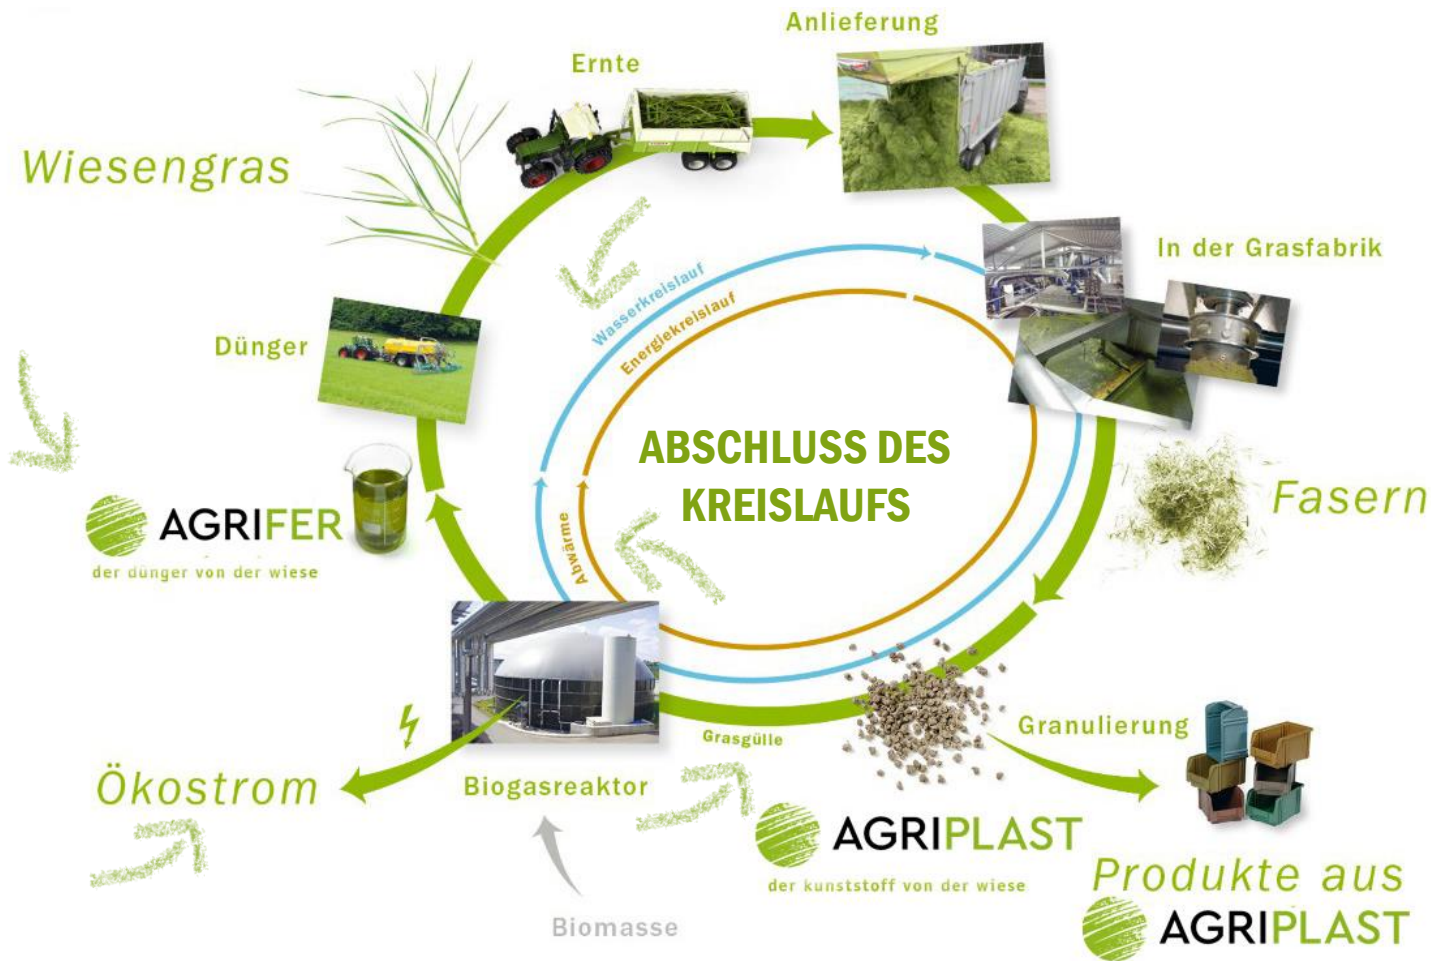 Anlieferung
Ernte
Wiesengras
In der Grasfabrik
Wasserkreislauf
Energiekreislauf
Dünger
ABSCHLUSS DES
KREISLAUFS
Fasern
AGRIFER
der dünger von der wiese
Abwärme
Grasgülle
Granulierung
Ökostrom
Biogasreaktor
AGRIPLAST
der kunststoff von der wiese
Produkte aus
AGRIPLAST
Biomasse